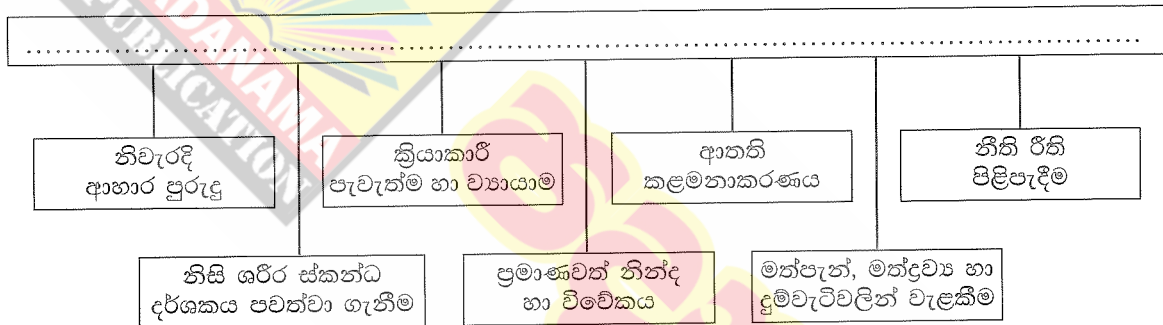 ........................................................................................................................
නිවැරදි
ආහාර පුරුදු
ක්‍රියාකාරී
පැවැත්ම හා ව්‍යායාම
ආතති
කළමනාකරණය
නීති රීති
පිළිපැදීම
නිසි ශරීර ස්කන්ධ
දර්ශකය පවත්වා ගැනීම
ප්‍රමාණවත් නින්ද
හා විවේකය
මත්පැන්, මත්ද්‍රව්‍ය හා
දුම්වැටිවලින් වැළකීම